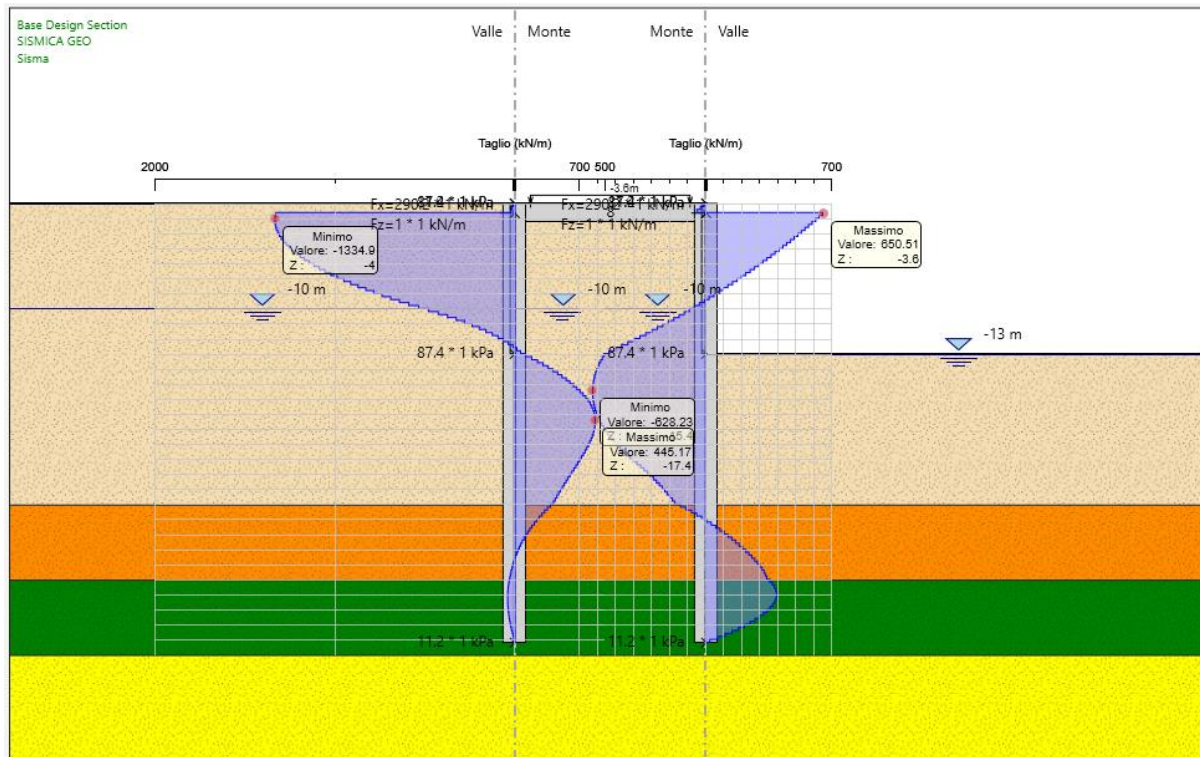 Base Design Section
SISMICA GEO
Sisma
Valle Monte Monte Valle
Taglio (kN/m) Taglio (kN/m)
2000 700 500 700
-3.6m
Fz=1 * 1 kN/m Fz=1 * 1 kN/m
Minimo
Valore: -1334.9
Z : -4
Massimo
Valore: 650.51
Z : -3.6
-10 m -10 m -10 m
-13 m
87.4 * 1 kPa 87.4 * 1 kPa
Minimo
Valore: -628.23
Z :
Massimo
Valore: 445.17
Z : -17.4
11.2 * 1 kPa 11.2 * 1 kPa